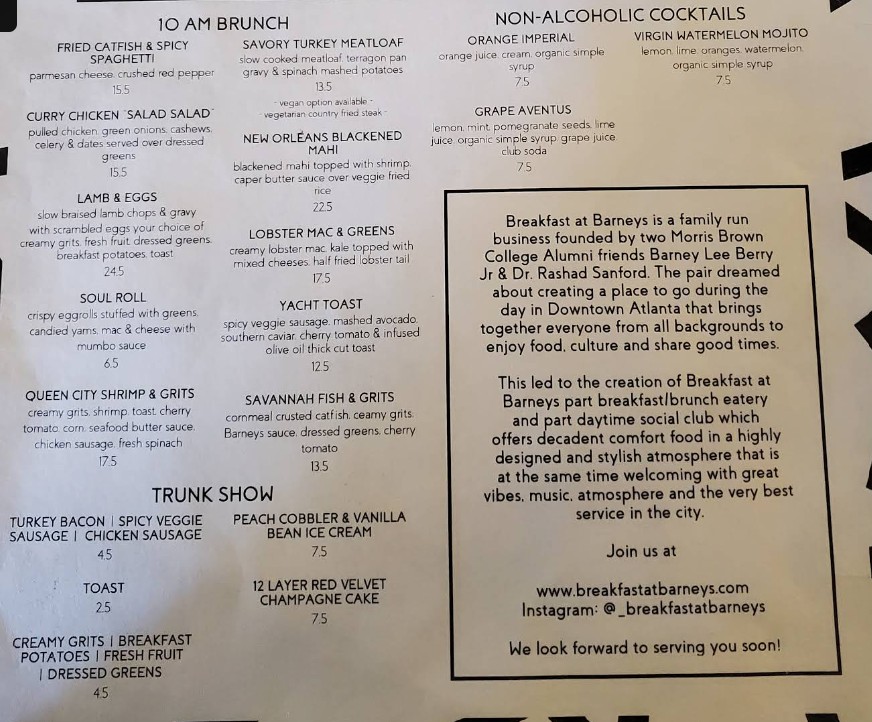 10 AM BRUNCH
FRIED CATFISH & SPICY
SPAGHETTI
parmesan cheese, crushed red pepper
15.5
CURRY CHICKEN "SALAD SALAD"
pulled chicken, green onions, cashews,
celery & dates served over dressed
greens
15.5
LAMB & EGGS
slow braised lamb chops & gravy
with scrambled eggs your choice of
creamy grits, fresh fruit, dressed greens,
breakfast potatoes, toast
24.5
SOUL ROLL
crispy eggrolls stuffed with greens,
candied yams, mac & cheese with
mumbo sauce
6.5
QUEEN CITY SHRIMP & GRITS
creamy grits, shrimp, toast, cherry
tomato, corn, seafood butter sauce,
chicken sausage, fresh spinach
17.5
SAVORY TURKEY MEATLOAF
slow cooked meatloaf, terragon pan
gravy & spinach mashed potatoes
13.5
- vegan option available -
vegetarian country fried steak -
NEW ORLEANS BLACKENED
MAHI
blackened mahi topped with shrimp,
caper butter sauce over veggie fried
rice
22.5
LOBSTER MAC & GREENS
creamy lobster mac, kale topped with
mixed cheeses, half fried lobster tail
17.5
YACHT TOAST
spicy veggie sausage, mashed avocado,
southern caviar, cherry tomato & infused
olive oil thick cut toast
12.5
SAVANNAH FISH & GRITS
cornmeal crusted catfish, ceamy grits,
Barneys sauce, dressed greens, cherry
tomato
13.5
TRUNK SHOW
TURKEY BACON | SPICY VEGGIE
SAUSAGE | CHICKEN SAUSAGE
4.5
TOAST
2.5
CREAMY GRITS | BREAKFAST
POTATOES | FRESH FRUIT
| DRESSED GREENS
4.5
PEACH COBBLER & VANILLA
BEAN ICE CREAM
7.5
12 LAYER RED VELVET
CHAMPAGNE CAKE
7.5
NON-ALCOHOLIC COCKTAILS
ORANGE IMPERIAL
orange juice, cream, organic simple
syrup
7.5
GRAPE AVENTUS
lemon, mint, pomegranate seeds, lime
juice, organic simple syrup, grape juice,
club soda
7.5
VIRGIN WATERMELON MOJITO
lemon, lime, oranges, watermelon,
organic simple syrup
7.5
Breakfast at Barneys is a family run
business founded by two Morris Brown
College Alumni friends Barney Lee Berry
Jr & Dr. Rashad Sanford. The pair dreamed
about creating a place to go during the
day in Downtown Atlanta that brings
together everyone from all backgrounds to
enjoy food, culture and share good times.
This led to the creation of Breakfast at
Barneys part breakfast/brunch eatery
and part daytime social club which
offers decadent comfort food in a highly
designed and stylish atmosphere that is
at the same time welcoming with great
vibes, music, atmosphere and the very best
service in the city.
Join us at
www.breakfastatbarneys.com
Instagram: @_breakfastatbarneys
We look forward to serving you soon!